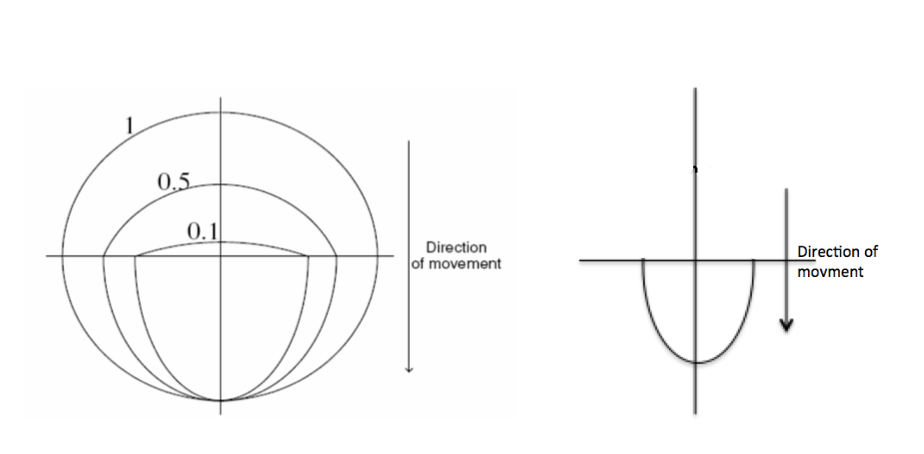 1
0.5
0.1
Direction
of movement
Direction of
movment